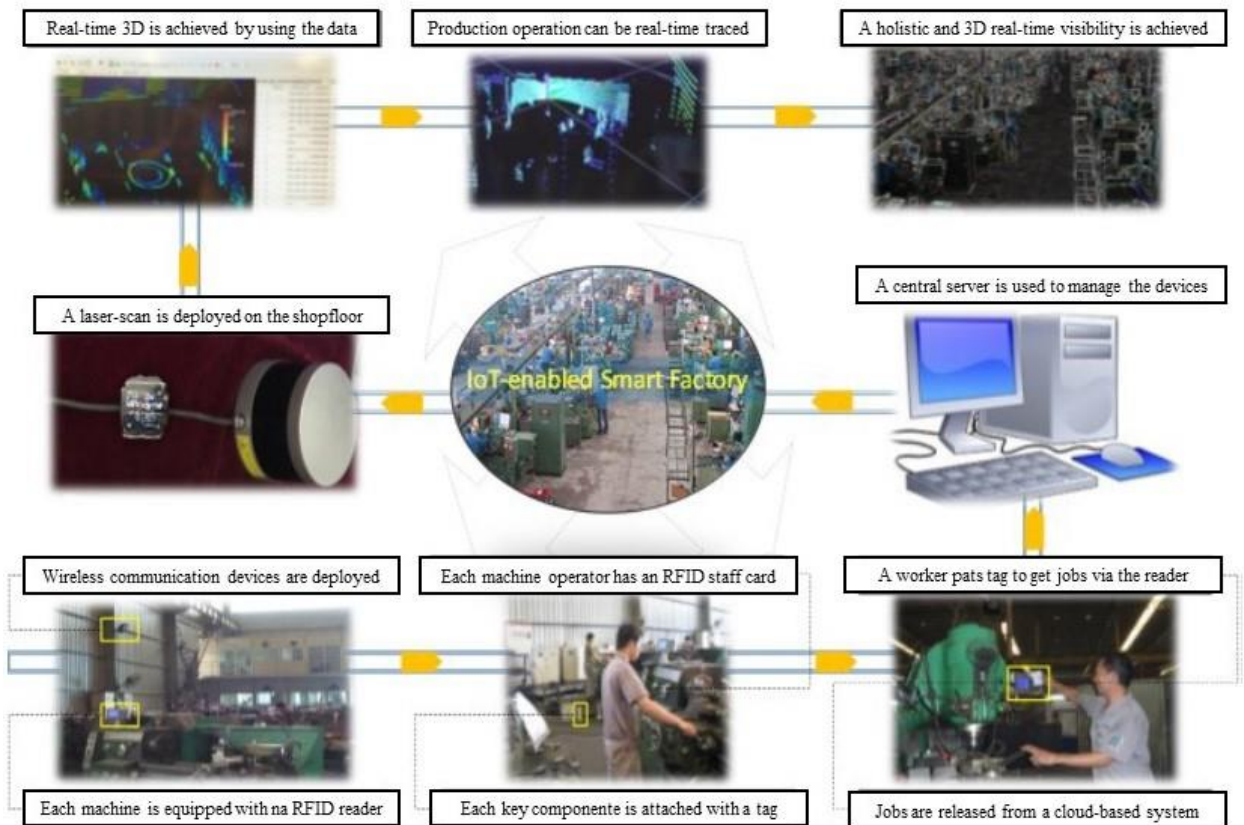 Real-time 3D is achieved by using the data
Production operation can be real-time traced
A holistic and 3D real-time visibility is achieved
A laser-scan is deployed on the shopfloor
IoT-enabled Smart Factory
A central server is used to manage the devices
Wireless communication devices are deployed
Each machine operator has an RFID staff card
A worker pats tag to get jobs via the reader
Each machine is equipped with na RFID reader
Each key componente is attached with a tag
Jobs are released from a cloud-based system